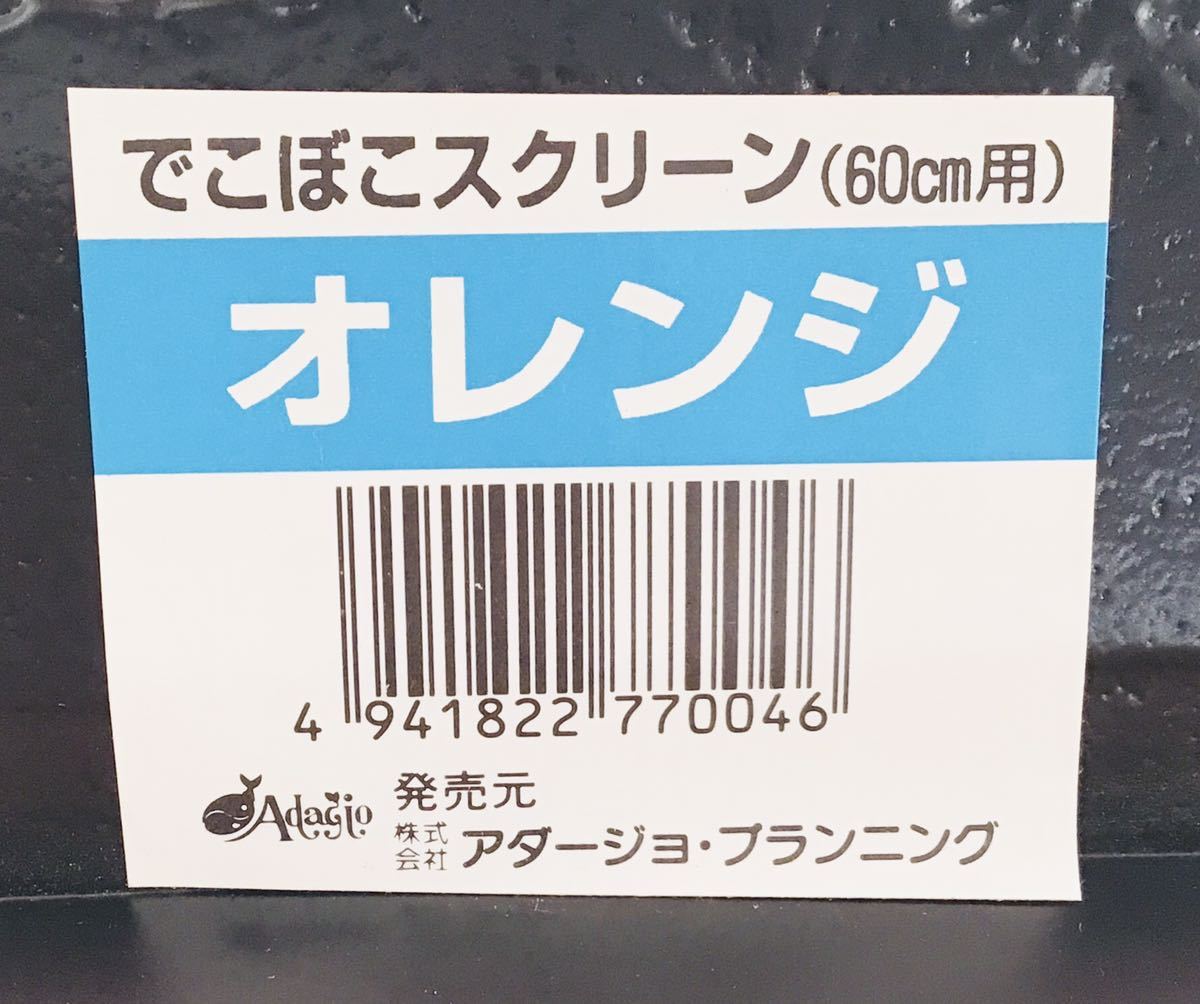 でこぼこスクリーン(60cm用)
オレンジ
4 941822 770046
Adagio 発売元
株式会社 アダージョ・プランニング